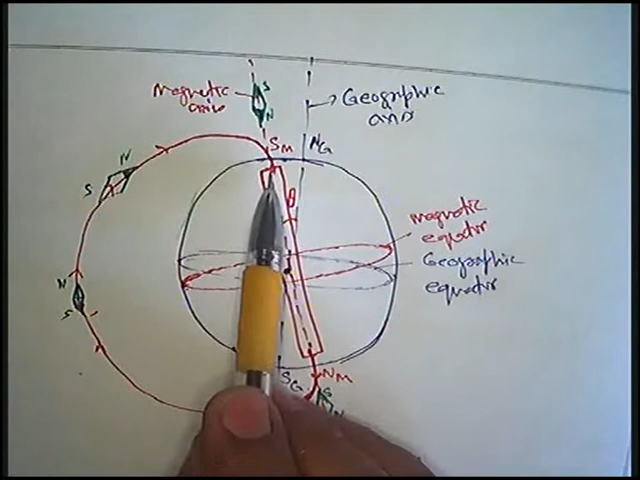 Magnetic
axis
S
N
Geographic
axis
SM
NG
S
N
θ
Magnetic
equator
Geographic
equator
N
S
SG
NM
S
N